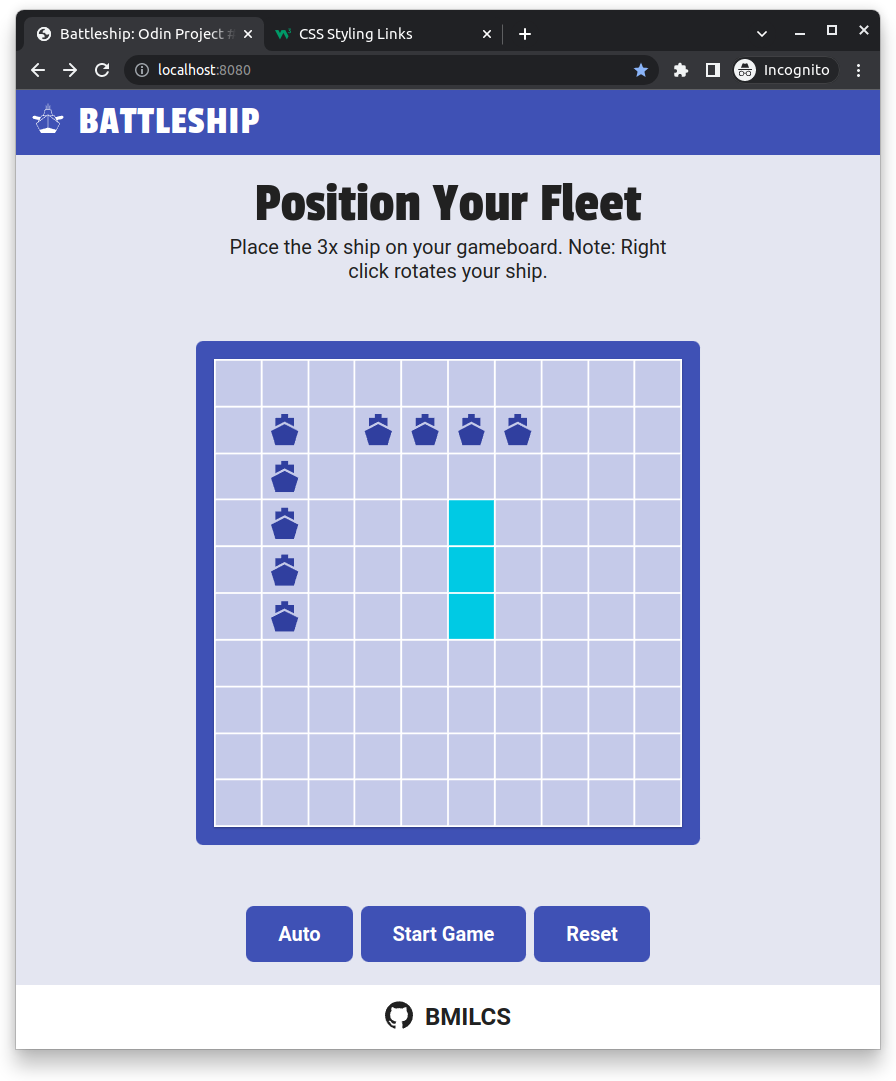 Battleship: Odin Project #
CSS Styling Links
localhost:8080
Incognito
BATTLESHIP
Position Your Fleet
Place the 3x ship on your gameboard. Note: Right
click rotates your ship.
Auto
Start Game
Reset
BMILCS